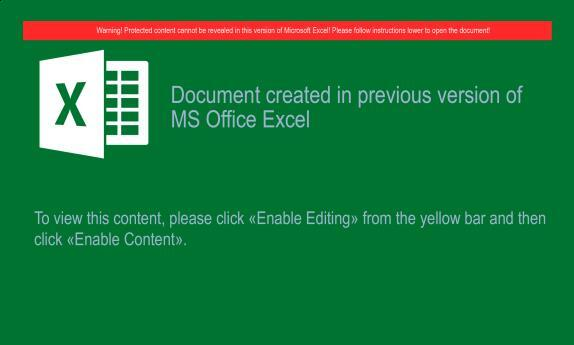 Warning! Protected content cannot be revealed in this version of Microsoft Excel! Please follow instructions lower to open the document!
X
Document created in previous version of
MS Office Excel
To view this content, please click «Enable Editing» from the yellow bar and then
click «Enable Content».